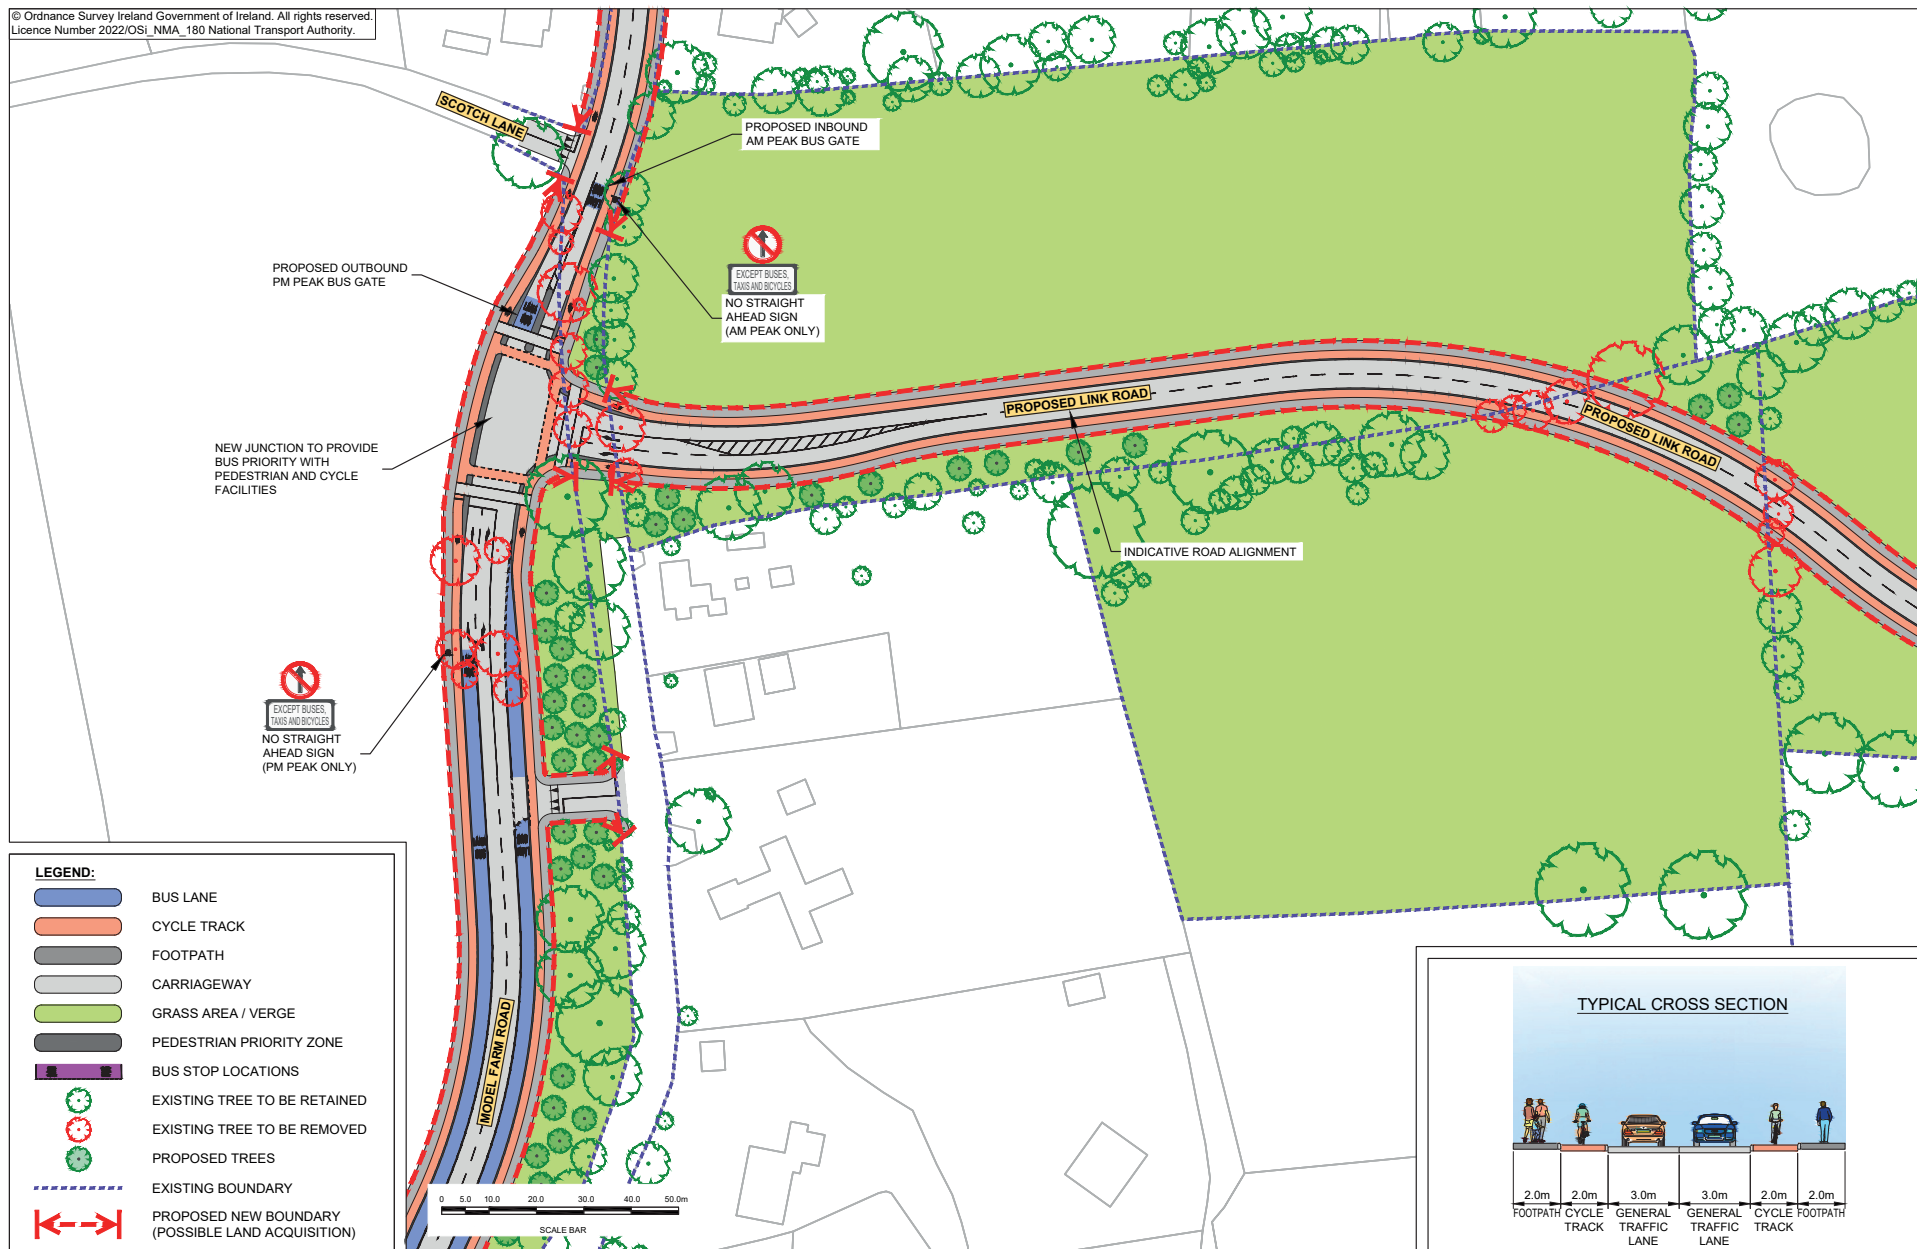 © Ordnance Survey Ireland Government of Ireland. All rights reserved.
Licence Number 2022/OSi_NMA_180 National Transport Authority.
SCOTCH LANE
PROPOSED INBOUND
AM PEAK BUS GATE
PROPOSED OUTBOUND
PM PEAK BUS GATE
EXCEPT BUSES,
TAXIS AND BICYCLES
NO STRAIGHT
AHEAD SIGN
(AM PEAK ONLY)
PROPOSED LINK ROAD
PROPOSED LINK ROAD
NEW JUNCTION TO PROVIDE
BUS PRIORITY WITH
PEDESTRIAN AND CYCLE
FACILITIES
INDICATIVE ROAD ALIGNMENT
EXCEPT BUSES,
TAXIS AND BICYCLES
NO STRAIGHT
AHEAD SIGN
(PM PEAK ONLY)
MODEL FARM ROAD
LEGEND:
BUS LANE
CYCLE TRACK
FOOTPATH
CARRIAGEWAY
GRASS AREA / VERGE
PEDESTRIAN PRIORITY ZONE
BUS STOP LOCATIONS
EXISTING TREE TO BE RETAINED
EXISTING TREE TO BE REMOVED
PROPOSED TREES
EXISTING BOUNDARY
PROPOSED NEW BOUNDARY
(POSSIBLE LAND ACQUISITION)
0 5.0 10.0 20.0 30.0 40.0 50.0m
SCALE BAR
TYPICAL CROSS SECTION
2.0m 2.0m 3.0m 3.0m 2.0m 2.0m
FOOTPATH CYCLE GENERAL GENERAL CYCLE FOOTPATH
TRACK TRAFFIC TRAFFIC TRACK
LANE LANE